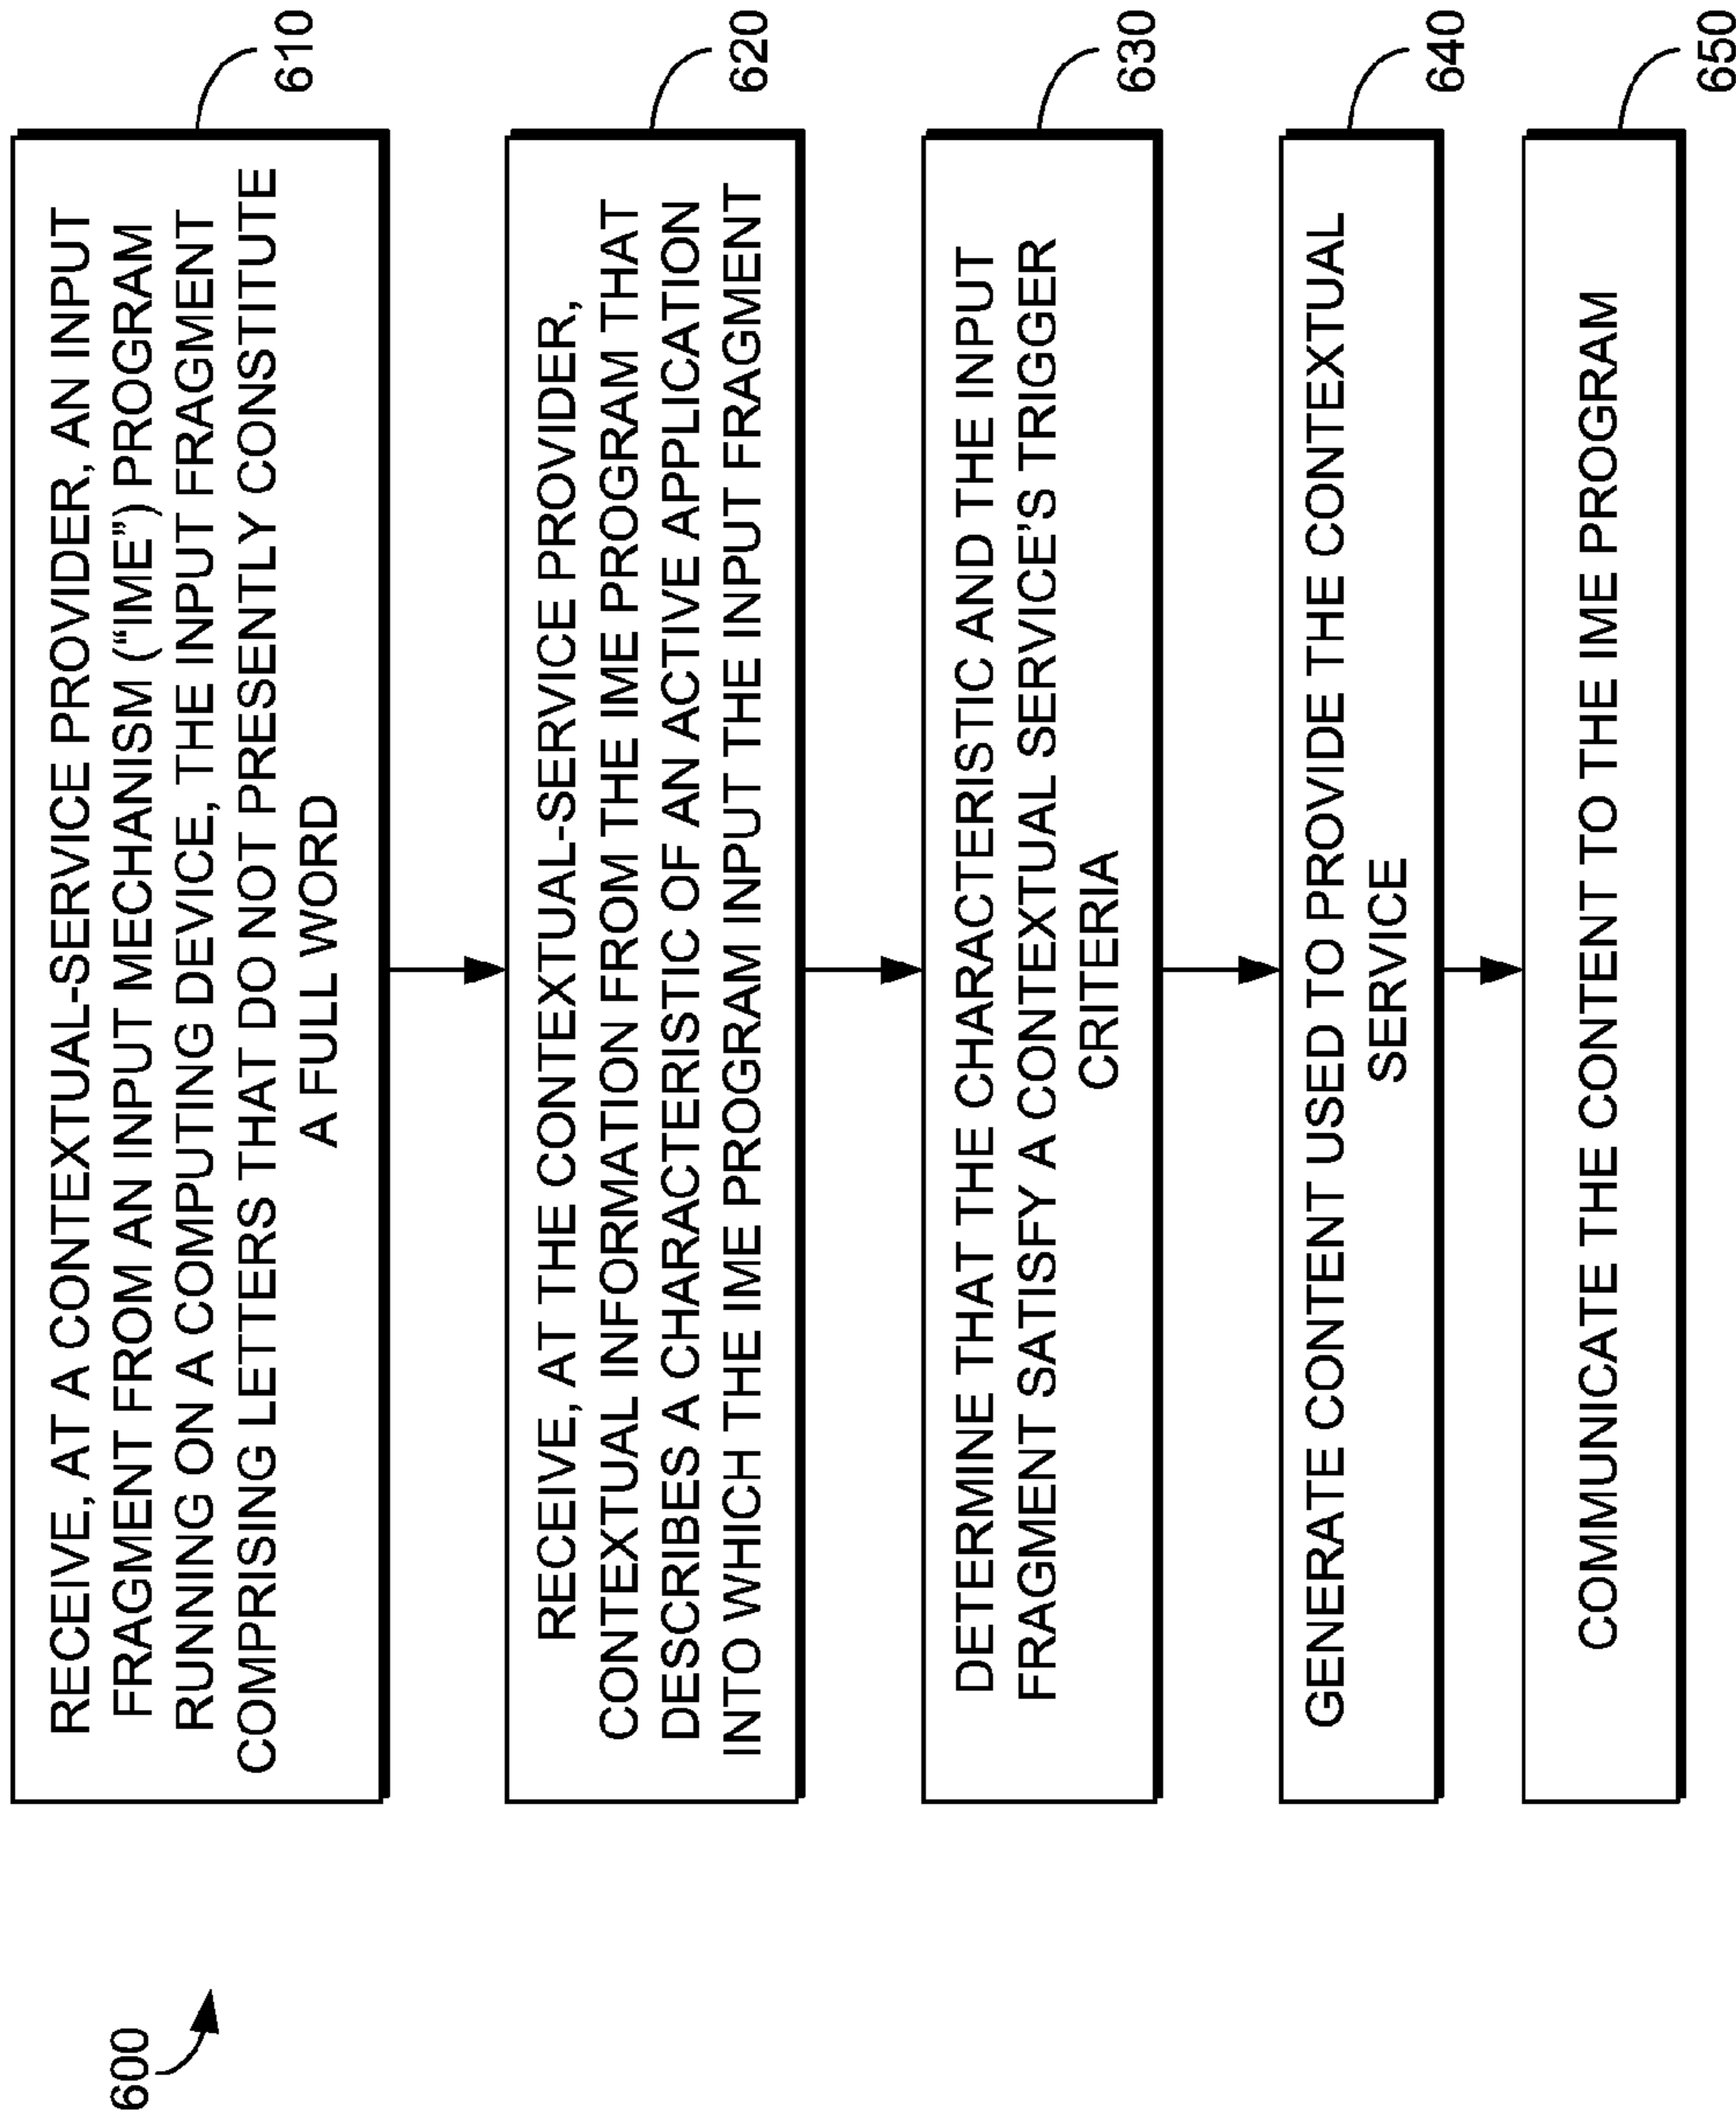 600
RECEIVE, AT A CONTEXTUAL-SERVICE PROVIDER, AN INPUT
FRAGMENT FROM AN INPUT MECHANISM (“IME”) PROGRAM
RUNNING ON A COMPUTING DEVICE, THE INPUT FRAGMENT
COMPRISING LETTERS THAT DO NOT PRESENTLY CONSTITUTE
A FULL WORD
610
RECEIVE, AT THE CONTEXTUAL-SERVICE PROVIDER,
CONTEXTUAL INFORMATION FROM THE IME PROGRAM THAT
DESCRIBES A CHARACTERISTIC OF AN ACTIVE APPLICATION
INTO WHICH THE IME PROGRAM INPUT THE INPUT FRAGMENT
620
DETERMINE THAT THE CHARACTERISTIC AND THE INPUT
FRAGMENT SATISFY A CONTEXTUAL SERVICE’S TRIGGER
CRITERIA
630
GENERATE CONTENT USED TO PROVIDE THE CONTEXTUAL
SERVICE
640
COMMUNICATE THE CONTENT TO THE IME PROGRAM
650